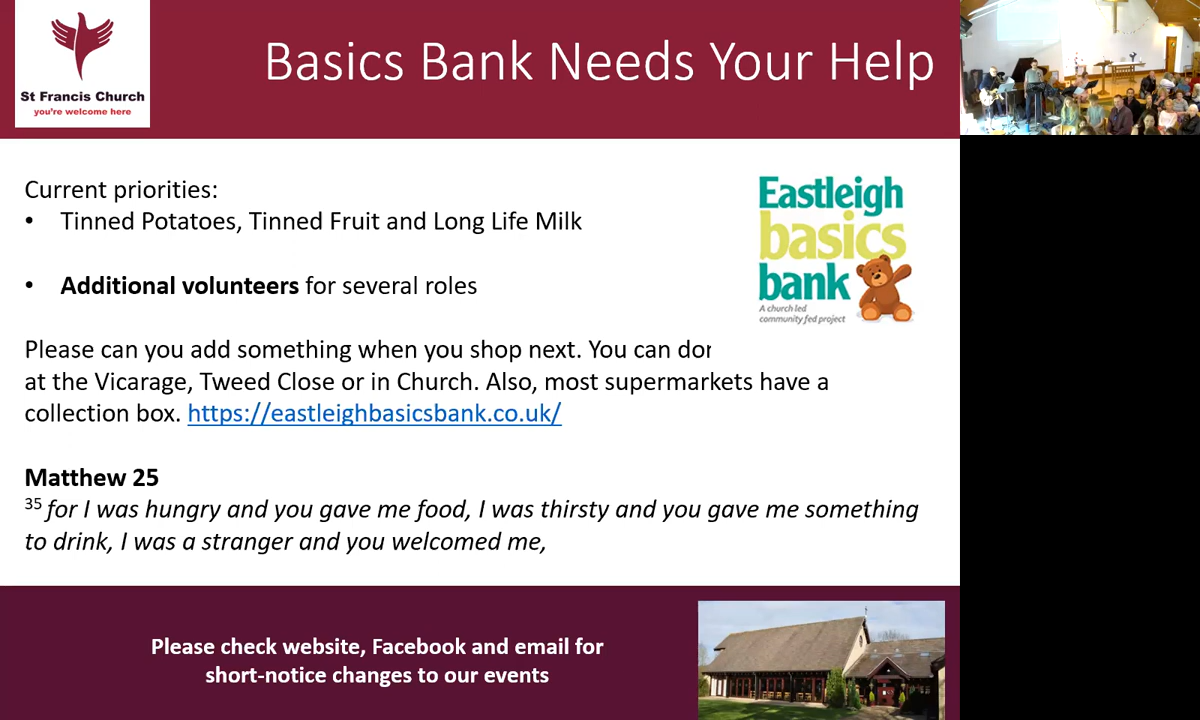 St Francis Church
you're welcome here
Basics Bank Needs Your Help
Current priorities:
• Tinned Potatoes, Tinned Fruit and Long Life Milk
• Additional volunteers for several roles
Eastleigh
basics
bank
A church led
community fed project
Please can you add something when you shop next. You can
at the Vicarage, Tweed Close or in Church. Also, most supermarkets have a
collection box. https://eastleighbasicsbank.co.uk/
Matthew 25
35 for I was hungry and you gave me food, I was thirsty and you gave me something
to drink, I was a stranger and you welcomed me,
Please check website, Facebook and email for
short-notice changes to our events